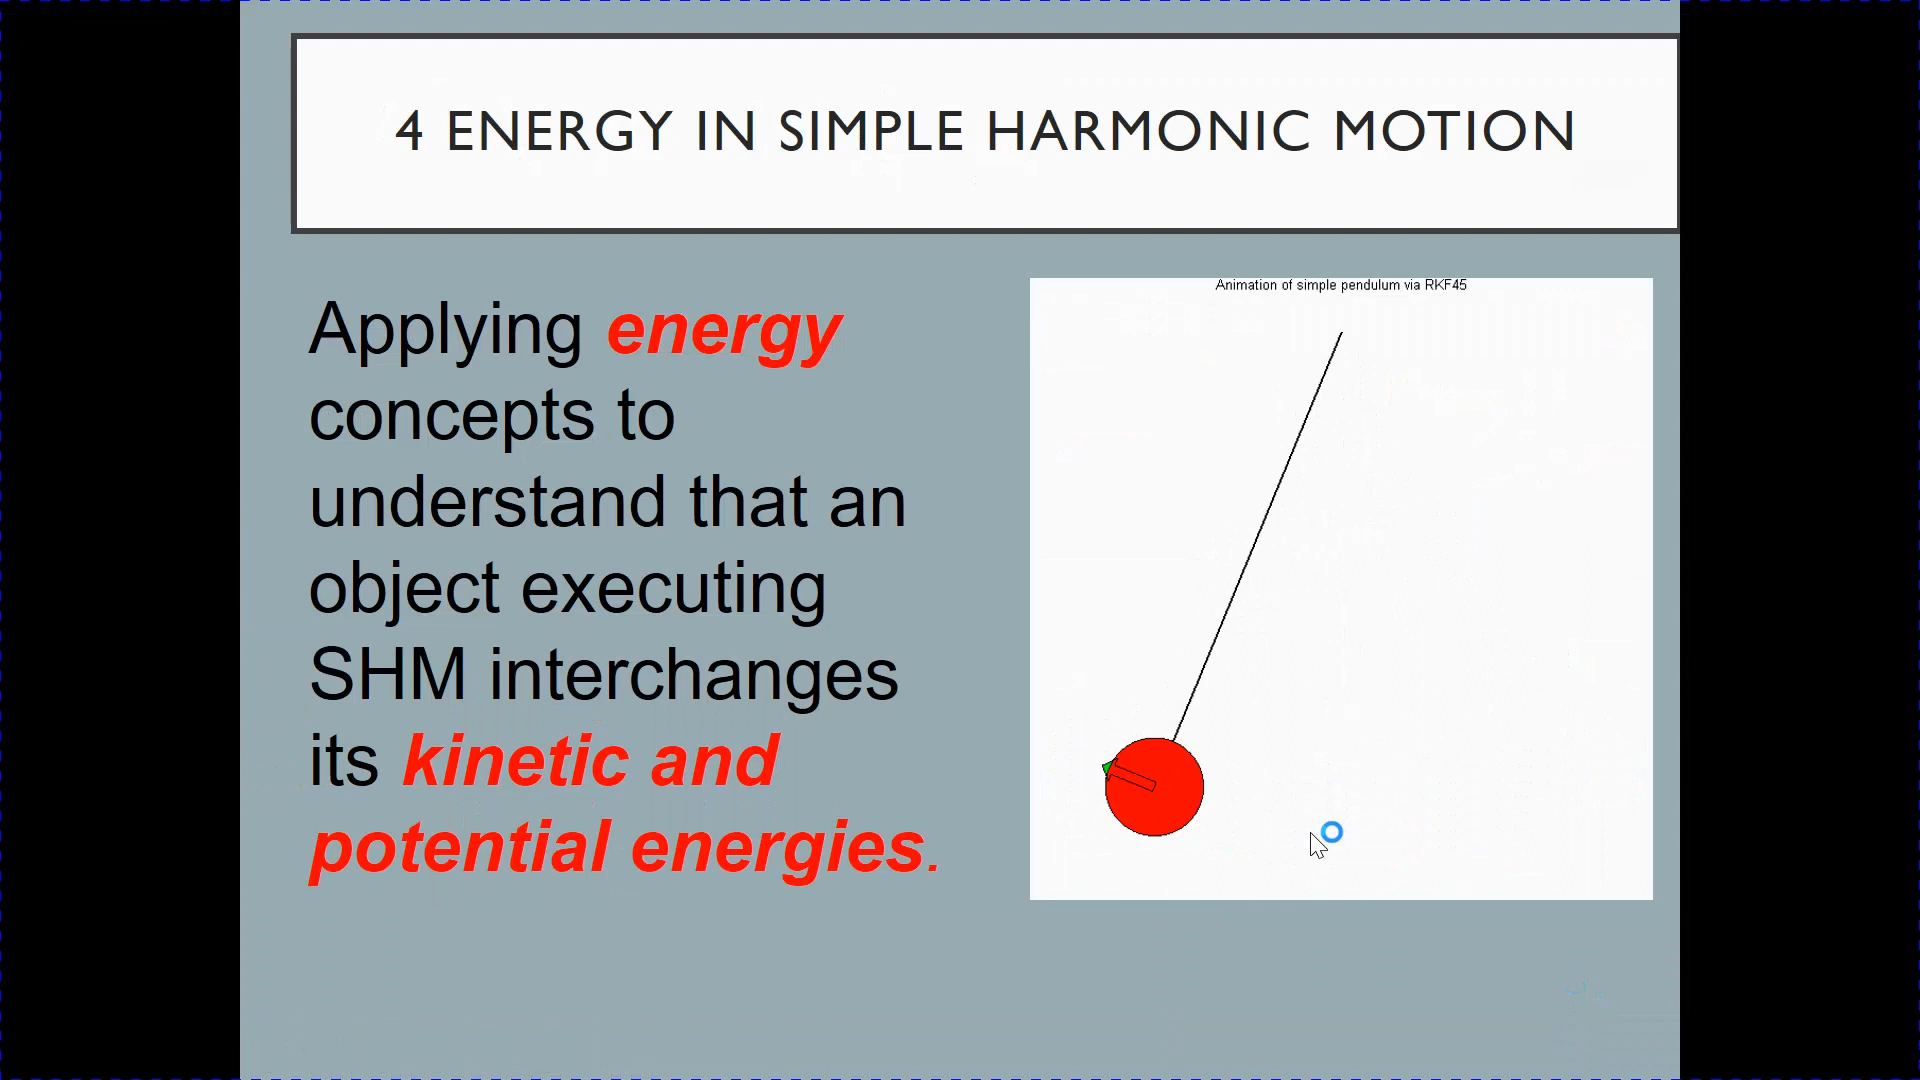 4 ENERGY IN SIMPLE HARMONIC MOTION
Applying energy
concepts to
understand that an
object executing
SHM interchanges
its kinetic and
potential energies.
Animation of simple pendulum via RKF45